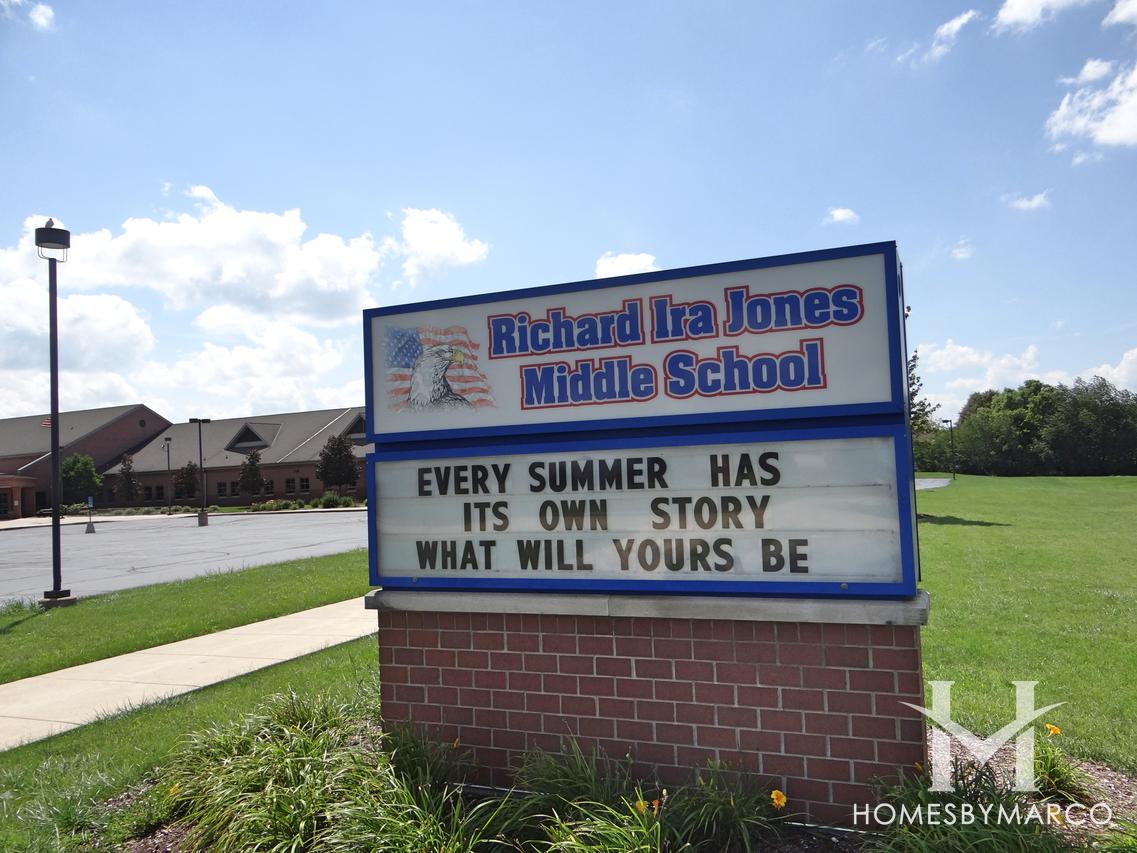 Richard Ira Jones
Middle School
EVERY SUMMER HAS
ITS OWN STORY
WHAT WILL YOURS BE
HOMESBYMARCO